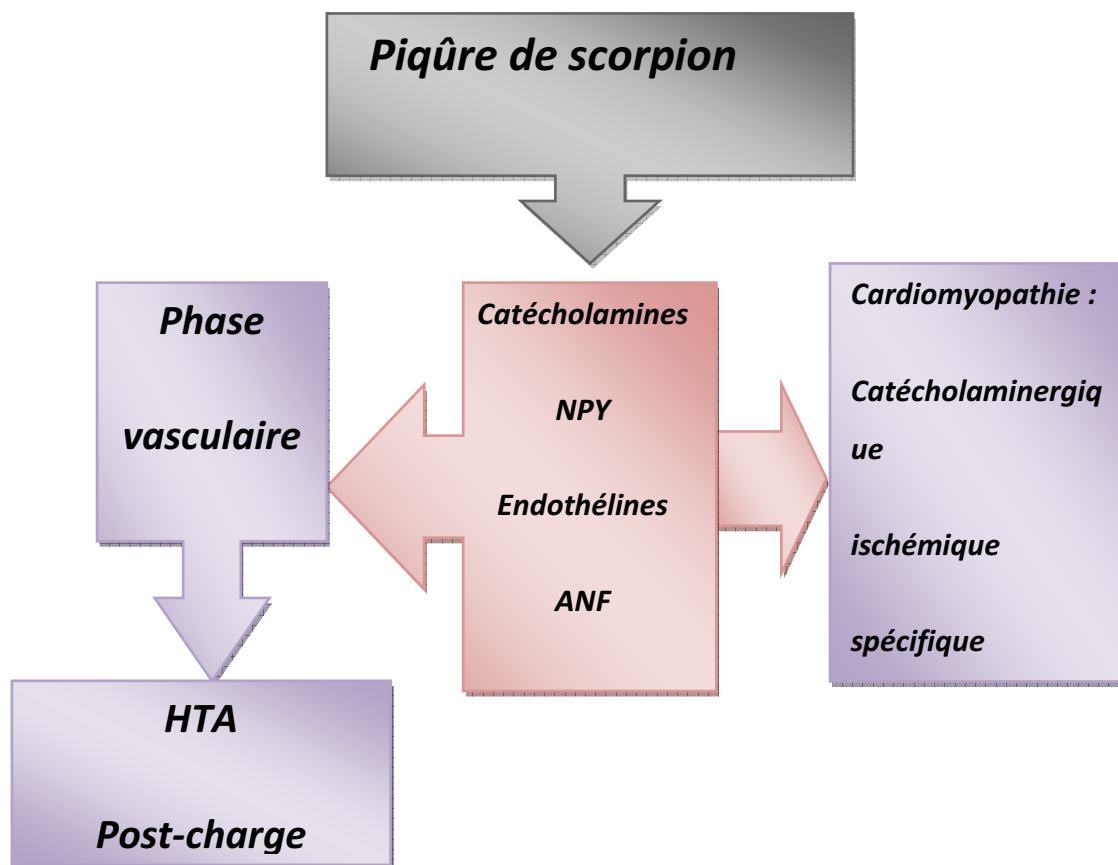 Piqûre de scorpion
Phase
vasculaire
Catécholamines
NPY
Endothélines
ANF
Cardiomyopathie :
Catécholaminergiq
ue
ischémique
spécifique
HTA
Post-charge